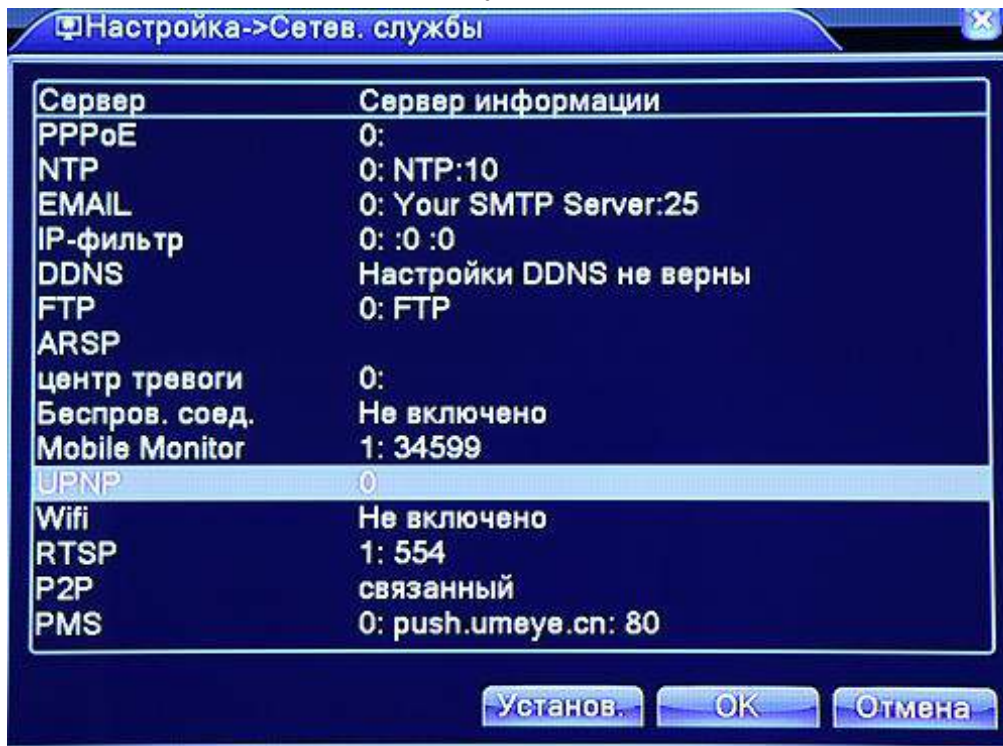 Настройка->Сетев. службы
Сервер Сервер информации
PPPoE 0:
NTP 0: NTP:10
EMAIL 0: Your SMTP Server:25
IP-фильтр 0: :0 :0
DDNS Настройки DDNS не верны
FTP 0: FTP
ARSP
центр тревоги 0:
Беспров. соед. Не включено
Mobile Monitor 1: 34599
UPNP 0
Wifi Не включено
RTSP 1: 554
P2P связанный
PMS 0: push.umeye.cn: 80
Установ. OK Отмена